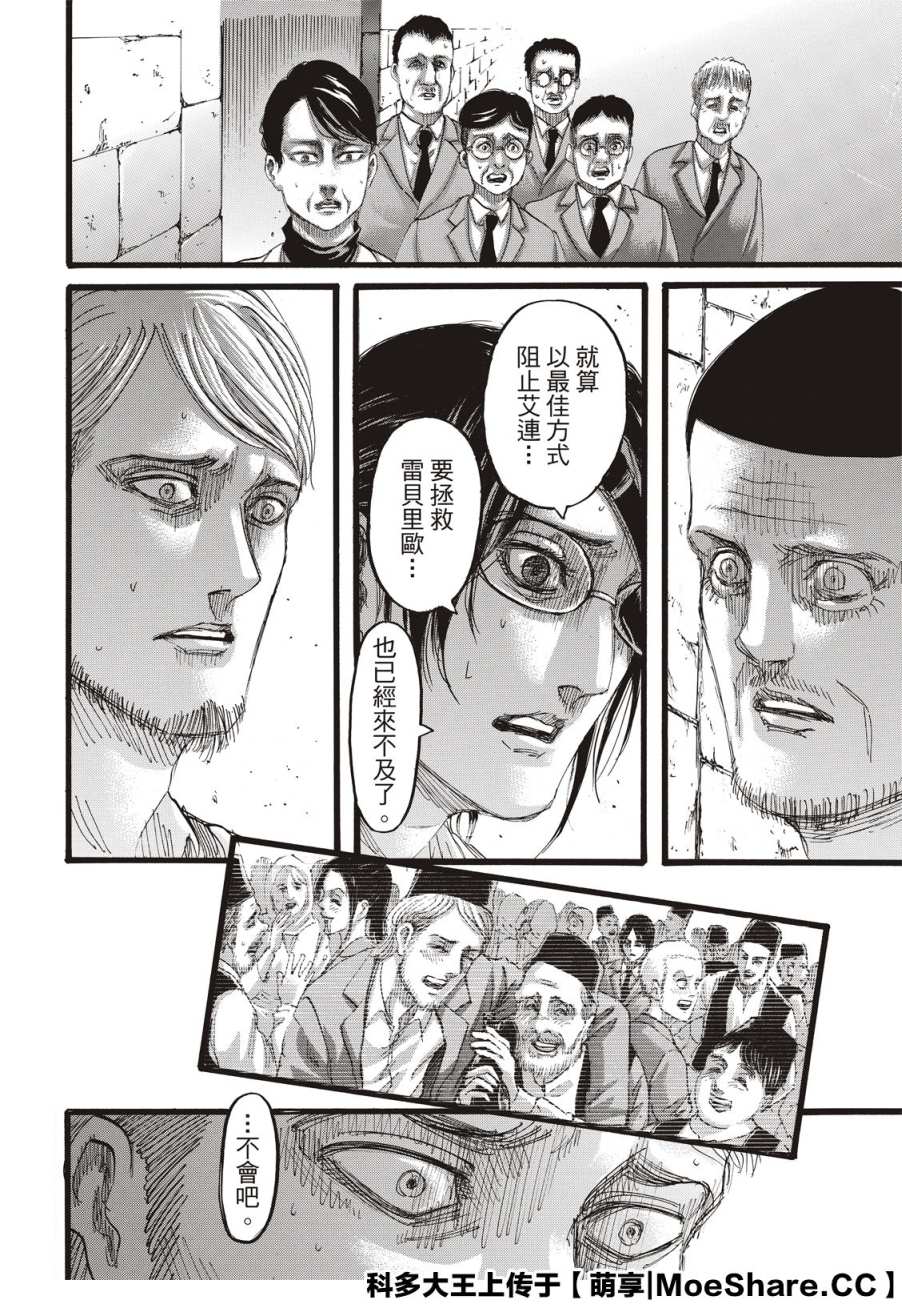 就算
以最佳方式
阻止艾連…
要拯救
雷貝里歐…
也已經來不及了。
…不會吧。
科多大王上传于【萌享|MoeShare.CC】